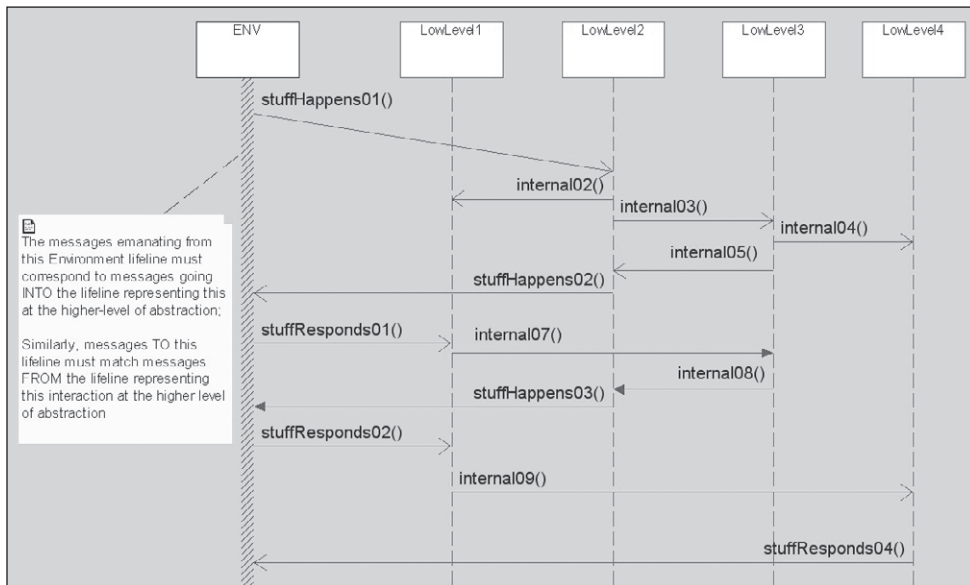 ENV
LowLevel1
LowLevel2
LowLevel3
LowLevel4
stuffHappens01()
internal02()
internal03()
internal04()
internal05()
stuffHappens02()
The messages emanating from
this Environment lifeline must
correspond to messages going
INTO the lifeline representing this
at the higher-level of abstraction;
Similarly, messages TO this
lifeline must match messages
FROM the lifeline representing
this interaction at the higher level
of abstraction
stuffResponds01()
internal07()
internal08()
stuffHappens03()
stuffResponds02()
internal09()
stuffResponds04()